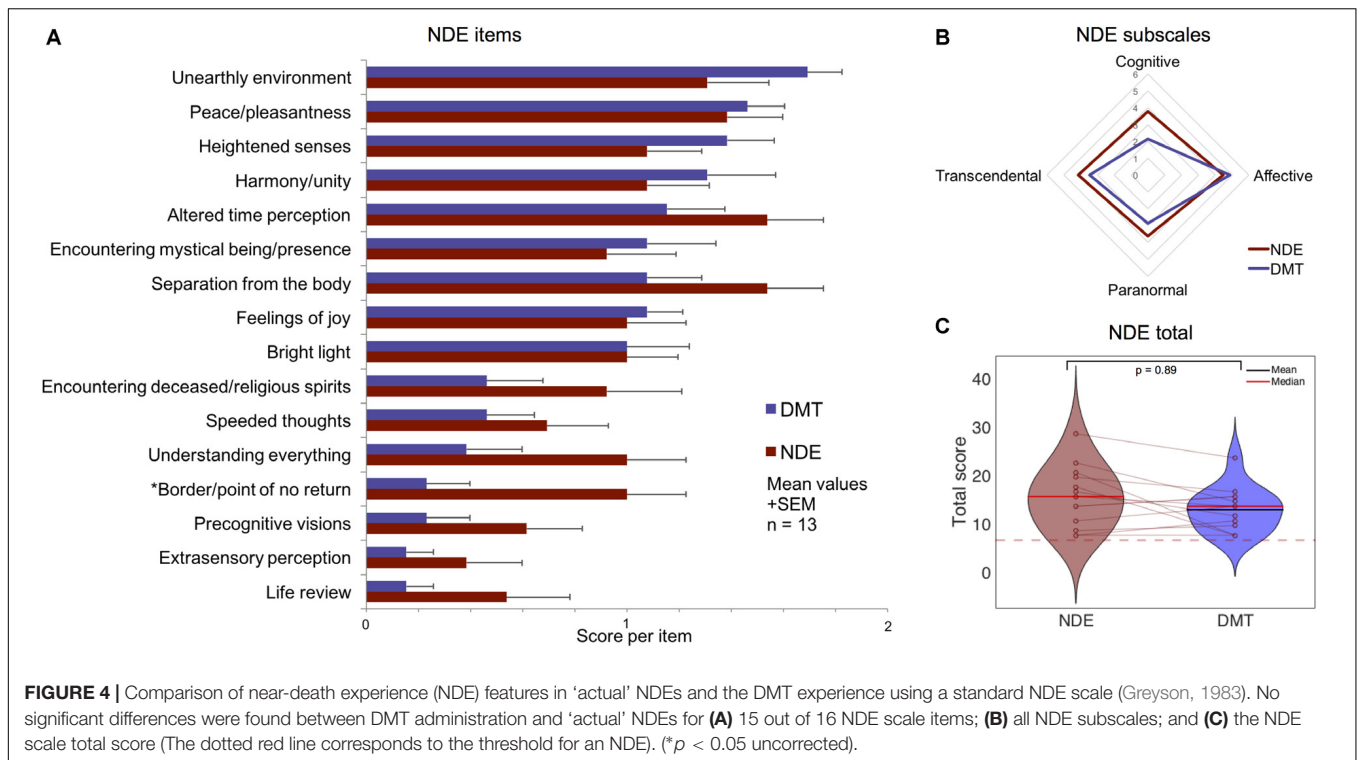 A
NDE items
Unearthly environment
Peace/pleasantness
Heightened senses
Harmony/unity
Altered time perception
Encountering mystical being/presence
Separation from the body
Feelings of joy
Bright light
Encountering deceased/religious spirits
Speeded thoughts
Understanding everything
*Border/point of no return
Precognitive visions
Extrasensory perception
Life review
DMT
NDE
Mean values
+SEM
n = 13
0
1
2
Score per item
B
NDE subscales
Cognitive
6
5
4
3
2
1
0
Transcendental
Affective
Paranormal
NDE
DMT
C
NDE total
p = 0.89
Mean
Median
40
30
20
10
0
Total score
NDE
DMT
FIGURE 4 | Comparison of near-death experience (NDE) features in ‘actual’ NDEs and the DMT experience using a standard NDE scale (Greyson, 1983). No
significant differences were found between DMT administration and ‘actual’ NDEs for (A) 15 out of 16 NDE scale items; (B) all NDE subscales; and (C) the NDE
scale total score (The dotted red line corresponds to the threshold for an NDE). (*p < 0.05 uncorrected).